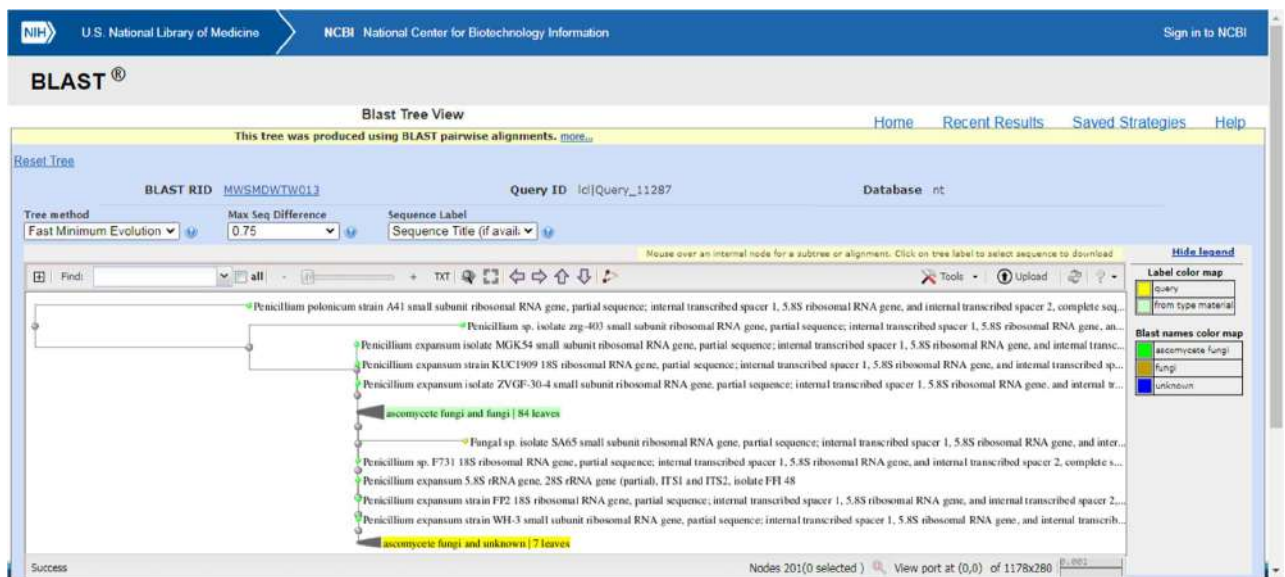 NIH U.S. National Library of Medicine NCBI National Center for Biotechnology Information Sign in to NCBI
BLAST ®
Blast Tree View
Home Recent Results Saved Strategies Help
This tree was produced using BLAST pairwise alignments. more...
Reset Tree
BLAST RID MWSMDWTW013 Query ID lcl|Query_11287 Database nt
Tree method Max Seq Difference Sequence Label
Fast Minimum Evolution 0.75 Sequence Title (if avail:
Mouse over an internal node for a subtree or alignment. Click on tree label to select sequence to download Hide legend
Find: all - + TXT Tools Upload ? Label color map
query
from type material
Blast names color map
ascomycete fungi
fungi
unknown
Penicillium polonicum strain A41 small subunit ribosomal RNA gene, partial sequence; internal transcribed spacer 1, 5.8S ribosomal RNA gene, and internal transcribed spacer 2, complete seq...
Penicillium sp. isolate zrg-403 small subunit ribosomal RNA gene, partial sequence; internal transcribed spacer 1, 5.8S ribosomal RNA gene, an...
Penicillium expansum isolate MGK54 small subunit ribosomal RNA gene, partial sequence; internal transcribed spacer 1, 5.8S ribosomal RNA gene, and internal transc...
Penicillium expansum strain KUC1909 18S ribosomal RNA gene, partial sequence; internal transcribed spacer 1, 5.8S ribosomal RNA gene, and internal transcribed sp...
Penicillium expansum isolate ZVGF-30-4 small subunit ribosomal RNA gene, partial sequence; internal transcribed spacer 1, 5.8S ribosomal RNA gene, and internal tr...
ascomycete fungi and fungi | 84 leaves
Fungal sp. isolate SA65 small subunit ribosomal RNA gene, partial sequence; internal transcribed spacer 1, 5.8S ribosomal RNA gene, and inter...
Penicillium sp. F731 18S ribosomal RNA gene, partial sequence; internal transcribed spacer 1, 5.8S ribosomal RNA gene, and internal transcribed spacer 2, complete s...
Penicillium expansum 5.8S rRNA gene, 28S rRNA gene (partial), ITS1 and ITS2, isolate FFI 48
Penicillium expansum strain FP2 18S ribosomal RNA gene, partial sequence; internal transcribed spacer 1, 5.8S ribosomal RNA gene, and internal transcribed spacer 2,...
Penicillium expansum strain WH-3 small subunit ribosomal RNA gene, partial sequence; internal transcribed spacer 1, 5.8S ribosomal RNA gene, and internal transcrib...
ascomycete fungi and unknown | 7 leaves
Success Nodes 201(0 selected ) View port at (0,0) of 1178x280 0.001